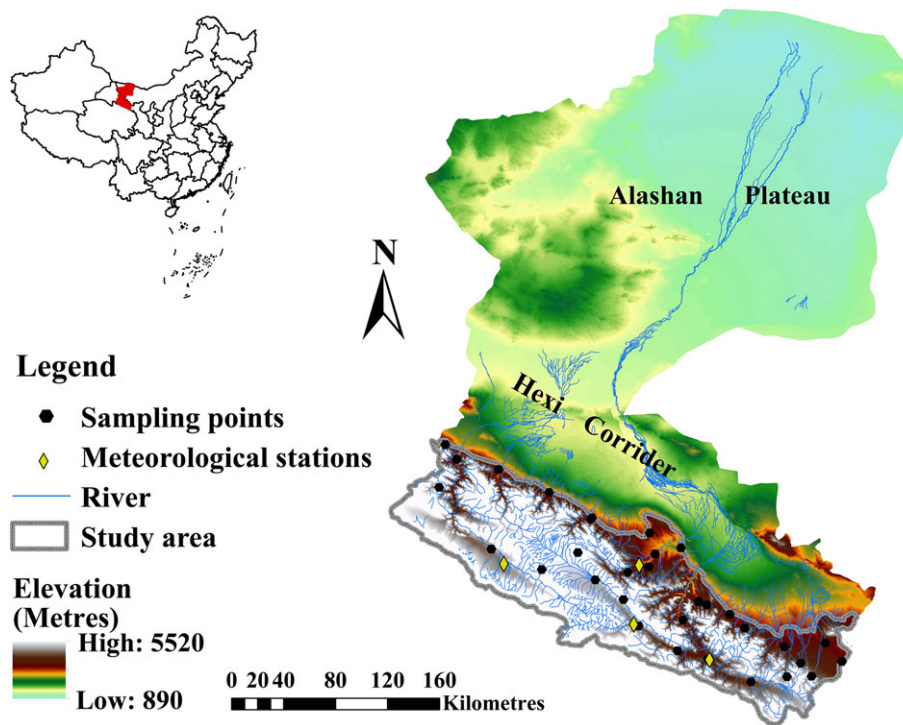 Alashan Plateau
N
Hexi Corrider
Legend
Sampling points
Meteorological stations
River
Study area
Elevation
(Metres)
High: 5520
Low: 890
0 20 40 80 120 160
Kilometres